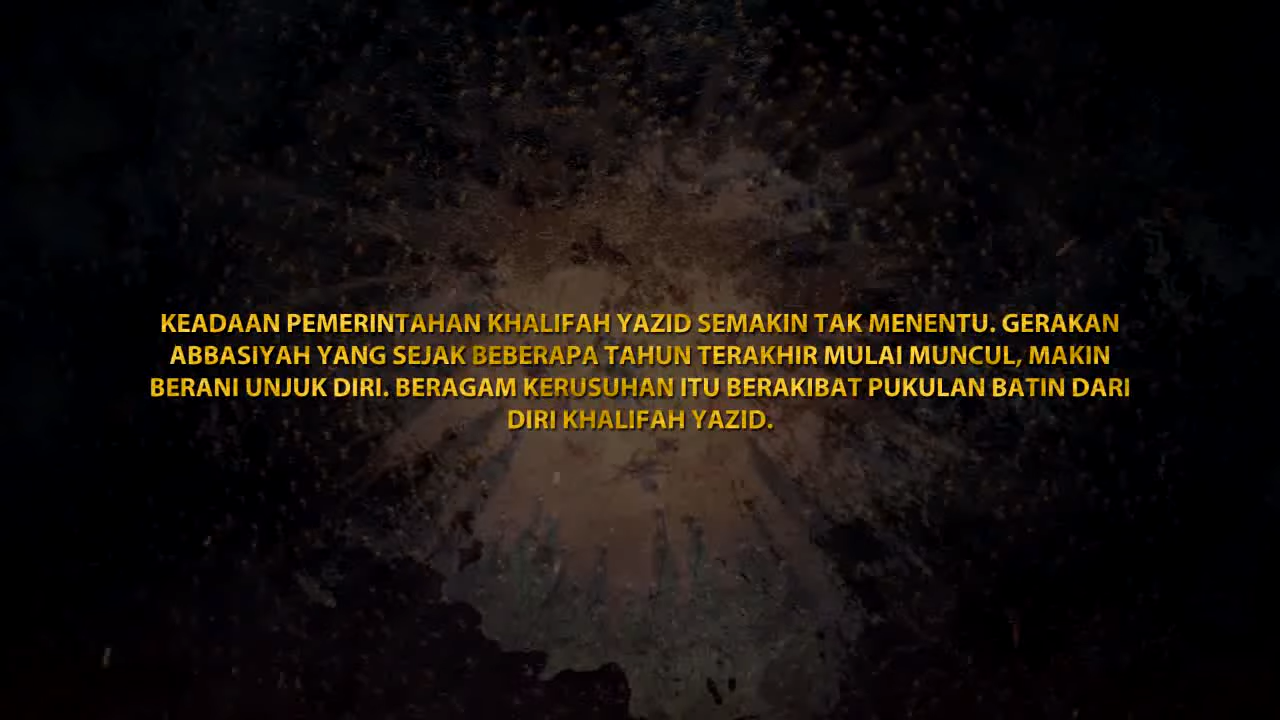 KEADAAN PEMERINTAHAN KHALIFAH YAZID SEMAKIN TAK MENENTU. GERAKAN
ABBASIYAH YANG SEJAK BEBERAPA TAHUN TERAKHIR MULAI MUNCUL, MAKIN
BERANI UNJUK DIRI. BERAGAM KERUSUHAN ITU BERAKIBAT PUKULAN BATIN DARI
DIRI KHALIFAH YAZID.